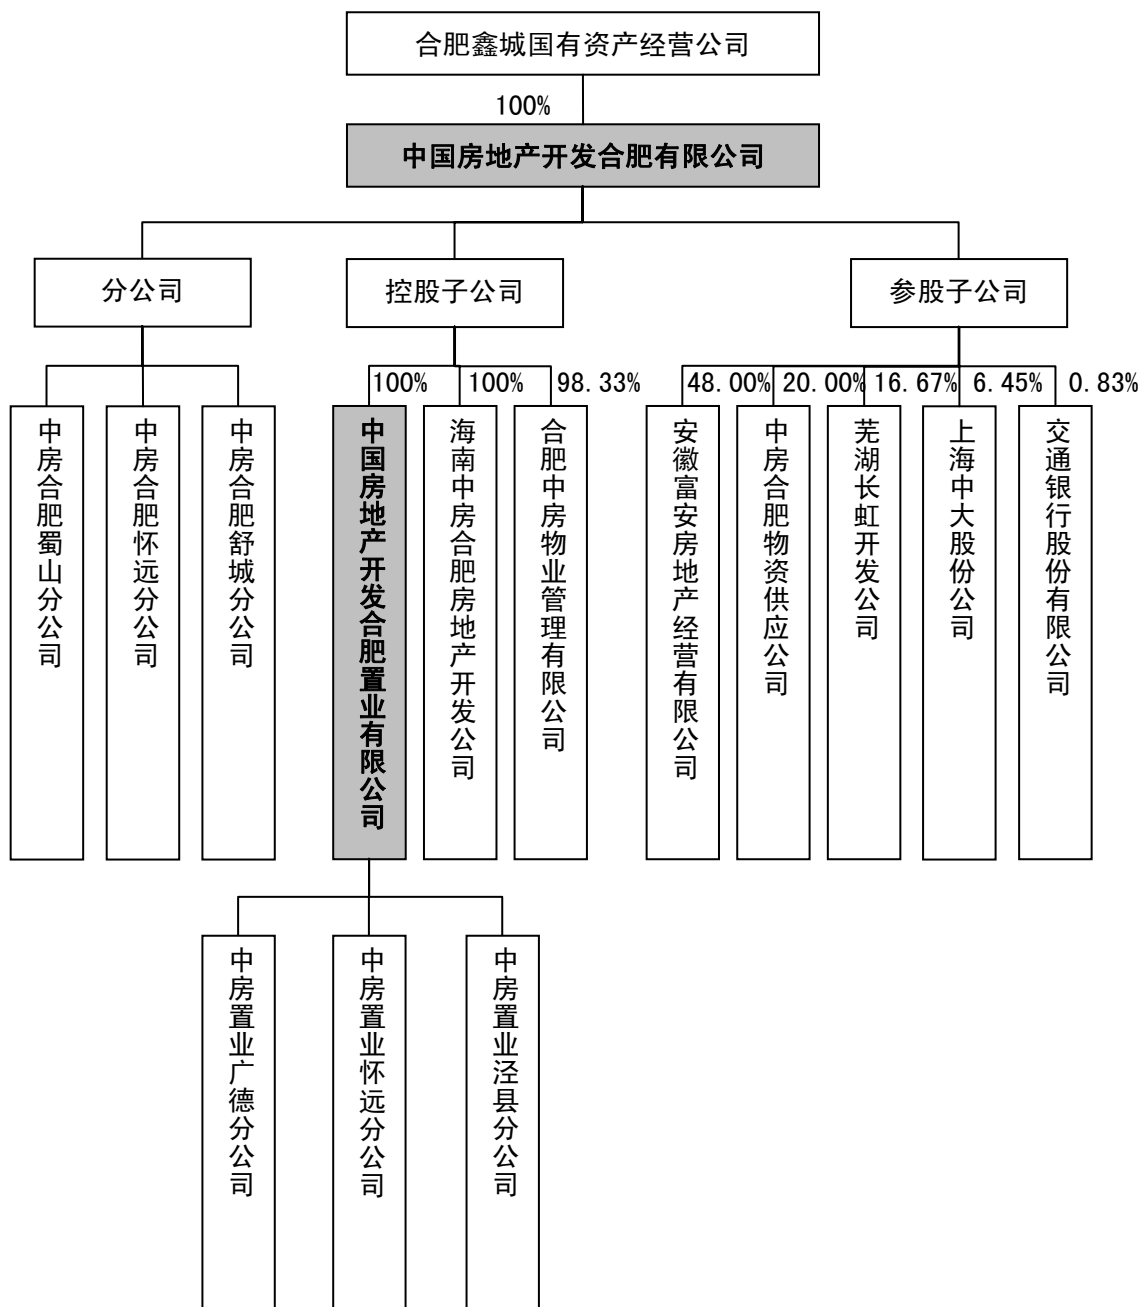 合肥鑫城国有资产经营公司
100%
中国房地产开发合肥有限公司
分公司
控股子公司
参股子公司
100%
100%
98.33%
48.00%
20.00%
16.67%
6.45%
0.83%
中房合肥蜀山分公司
中房合肥怀远分公司
中房合肥舒城分公司
中国房地产开发合肥置业有限公司
海南中房合肥房地产开发公司
合肥中房物业管理有限公司
安徽富安房地产经营有限公司
中房合肥物资供应公司
芜湖长虹开发公司
上海中大股份公司
交通银行股份有限公司
中房置业广德分公司
中房置业怀远分公司
中房置业泾县分公司